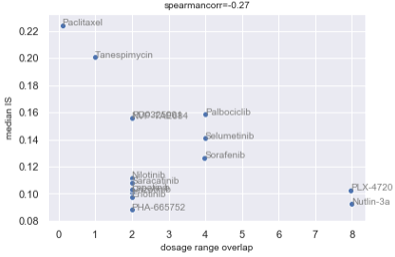 spearmancorr=-0.27
Paclitaxel
0.22
Tanespimycin
0.20
0.18
median IS
0.16
Palbociclib
0.14
Selumetinib
Sorafenib
0.12
Nilotinib
Saracatinib
PLX-4720
0.10
Erlotinib
Nutlin-3a
PHA-665752
0.08
0 1 2 3 4 5 6 7 8
dosage range overlap